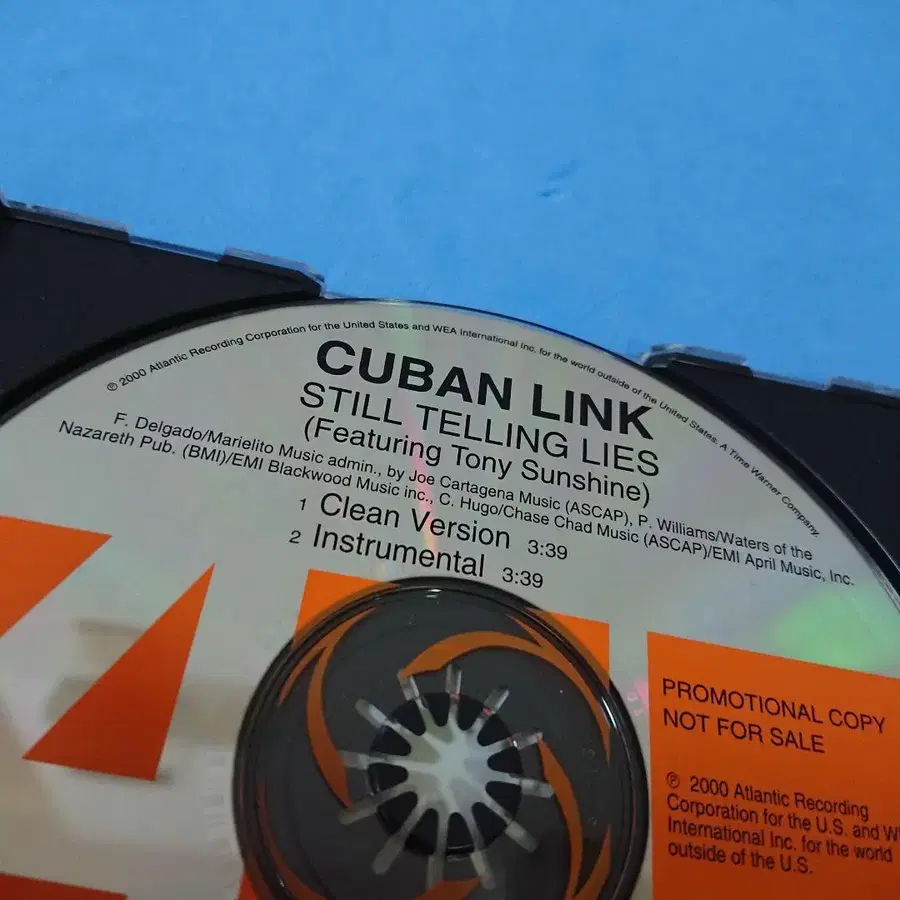 ℗ 2000 Atlantic Recording Corporation for the United States and WEA International Inc. for the world outside of the United States. A Time Warner Company.
CUBAN LINK
STILL TELLING LIES
(Featuring Tony Sunshine)
F. Delgado/Marielito Music admin., by Joe Cartagena Music (ASCAP), P. Williams/Waters of the
Nazareth Pub. (BMI)/EMI Blackwood Music inc., C. Hugo/Chase Chad Music (ASCAP)/EMI April Music, Inc.
1 Clean Version 3:39
2 Instrumental 3:39
PROMOTIONAL COPY
NOT FOR SALE
℗ 2000 Atlantic Recording
Corporation for the U.S. and
International Inc. for the world
outside of the U.S.